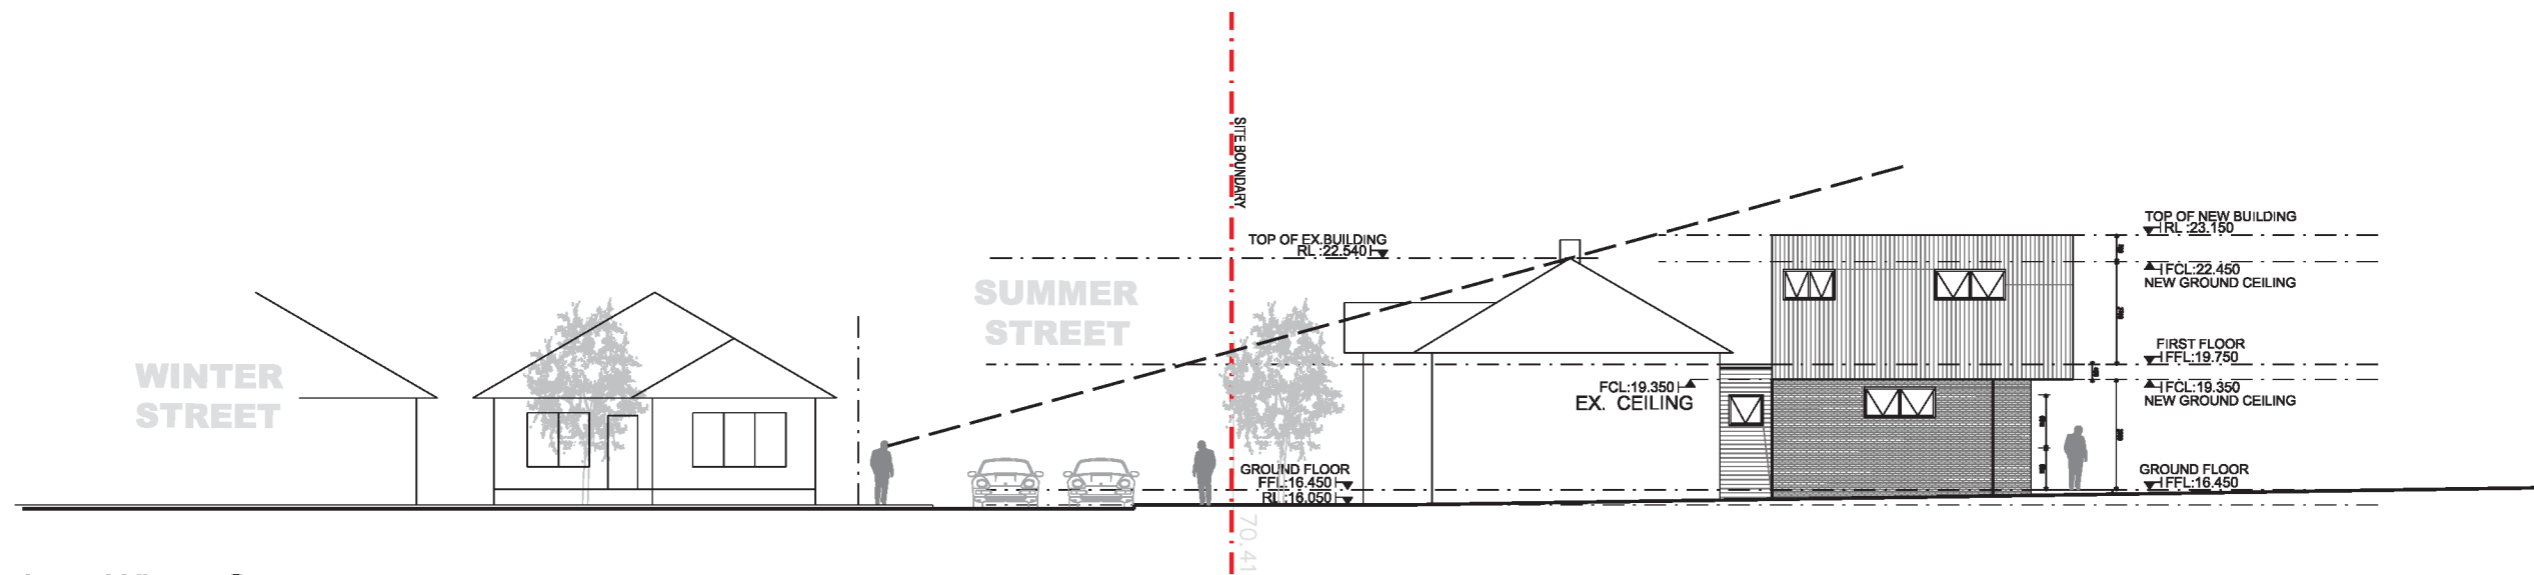 SITE BOUNDARY
TOP OF NEW BUILDING
RL :23.150
TOP OF EX.BUILDING
RL :22.540
FCL:22.450
NEW GROUND CEILING
SUMMER
STREET
FIRST FLOOR
FFL:19.750
WINTER
STREET
FCL:19.350
EX. CEILING
FCL:19.350
NEW GROUND CEILING
GROUND FLOOR
FFL:16.450
RL :16.050
GROUND FLOOR
FFL:16.450
70.41